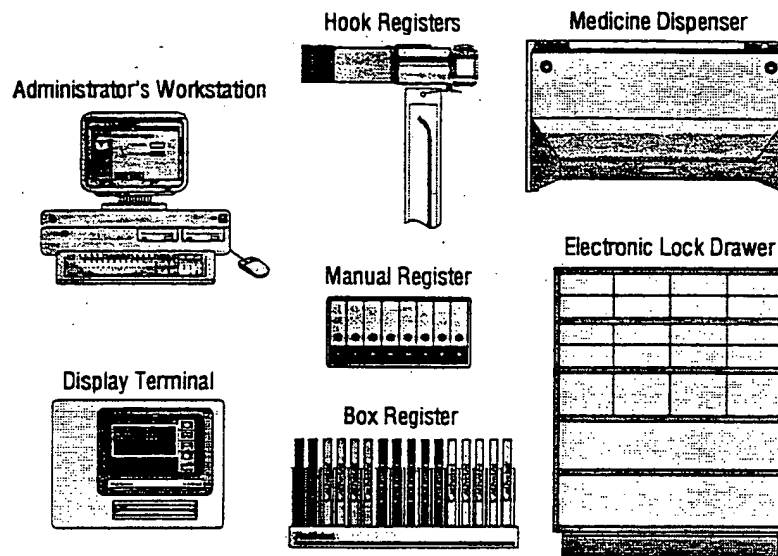 Hook Registers
Medicine Dispenser
Administrator's Workstation
Electronic Lock Drawer
Manual Register
Display Terminal
Box Register